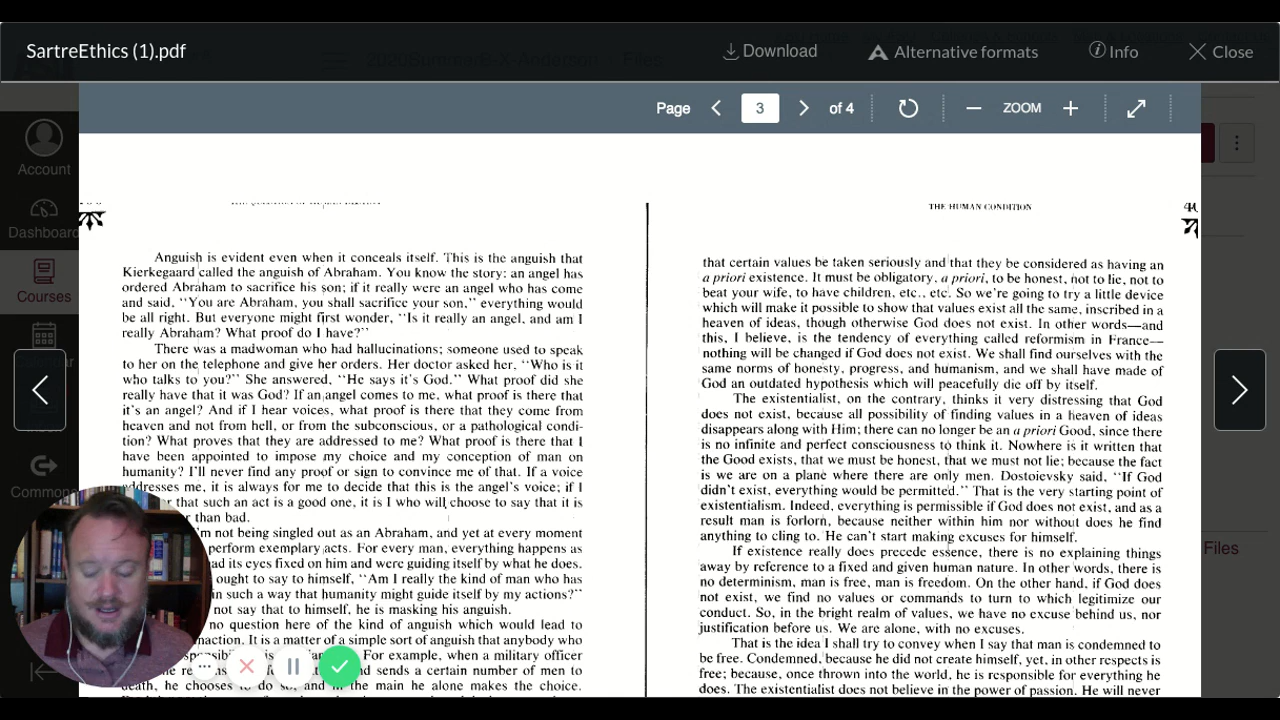 SartreEthics (1).pdf
Download
Alternative formats
Info
Close
Page
3
of 4
ZOOM
Account
Dashboard
Courses
Files
THE HUMAN CONDITION
Anguish is evident even when it conceals itself. This is the anguish that
Kierkegaard called the anguish of Abraham. You know the story: an angel has
ordered Abraham to sacrifice his son; if it really were an angel who has come
and said, "You are Abraham, you shall sacrifice your son," everything would
be all right. But everyone might first wonder, "Is it really an angel, and am I
really Abraham? What proof do I have?"
There was a madwoman who had hallucinations; someone used to speak
to her on the telephone and give her orders. Her doctor asked her, "Who is it
who talks to you?" She answered, "He says it's God." What proof did she
really have that it was God? If an angel comes to me, what proof is there that
it's an angel? And if I hear voices, what proof is there that they come from
heaven and not from hell, or from the subconscious, or a pathological condi-
tion? What proves that they are addressed to me? What proof is there that I
have been appointed to impose my choice and my conception of man on
humanity? I'll never find any proof or sign to convince me of that. If a voice
addresses me, it is always for me to decide that this is the angel's voice; if I
that such an act is a good one, it is I who will choose to say that it is
than bad.
I'm not being singled out as an Abraham, and yet at every moment
perform exemplary acts. For every man, everything happens as
its eyes fixed on him and were guiding itself by what he does.
ought to say to himself, "Am I really the kind of man who has
in such a way that humanity might guide itself by my actions?"
not say that to himself, he is masking his anguish.
no question here of the kind of anguish which would lead to
It is a matter of a simple sort of anguish that anybody who
For example, when a military officer
and sends a certain number of men to
death, he chooses to do so, and in the main he alone makes the choice.
that certain values be taken seriously and that they be considered as having an
a priori existence. It must be obligatory, a priori, to be honest, not to lie, not to
beat your wife, to have children, etc., etc. So we're going to try a little device
which will make it possible to show that values exist all the same, inscribed in a
heaven of ideas, though otherwise God does not exist. In other words—and
this, I believe, is the tendency of everything called reformism in France—
nothing will be changed if God does not exist. We shall find ourselves with the
same norms of honesty, progress, and humanism, and we shall have made of
God an outdated hypothesis which will peacefully die off by itself.
The existentialist, on the contrary, thinks it very distressing that God
does not exist, because all possibility of finding values in a heaven of ideas
disappears along with Him; there can no longer be an a priori Good, since there
is no infinite and perfect consciousness to think it. Nowhere is it written that
the Good exists, that we must be honest, that we must not lie; because the fact
is we are on a plane where there are only men. Dostoievsky said, "If God
didn't exist, everything would be permitted." That is the very starting point of
existentialism. Indeed, everything is permissible if God does not exist, and as a
result man is forlorn, because neither within him nor without does he find
anything to cling to. He can't start making excuses for himself.
If existence really does precede essence, there is no explaining things
away by reference to a fixed and given human nature. In other words, there is
no determinism, man is free, man is freedom. On the other hand, if God does
not exist, we find no values or commands to turn to which legitimize our
conduct. So, in the bright realm of values, we have no excuse behind us, nor
justification before us. We are alone, with no excuses.
That is the idea I shall try to convey when I say that man is condemned to
be free. Condemned, because he did not create himself, yet, in other respects is
free; because, once thrown into the world, he is responsible for everything he
does. The existentialist does not believe in the power of passion. He will never